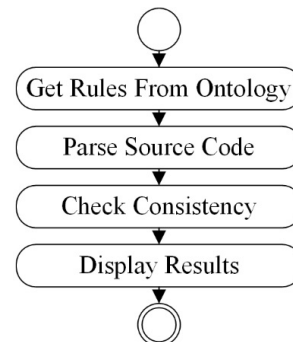 Get Rules From Ontology
Parse Source Code
Check Consistency
Display Results